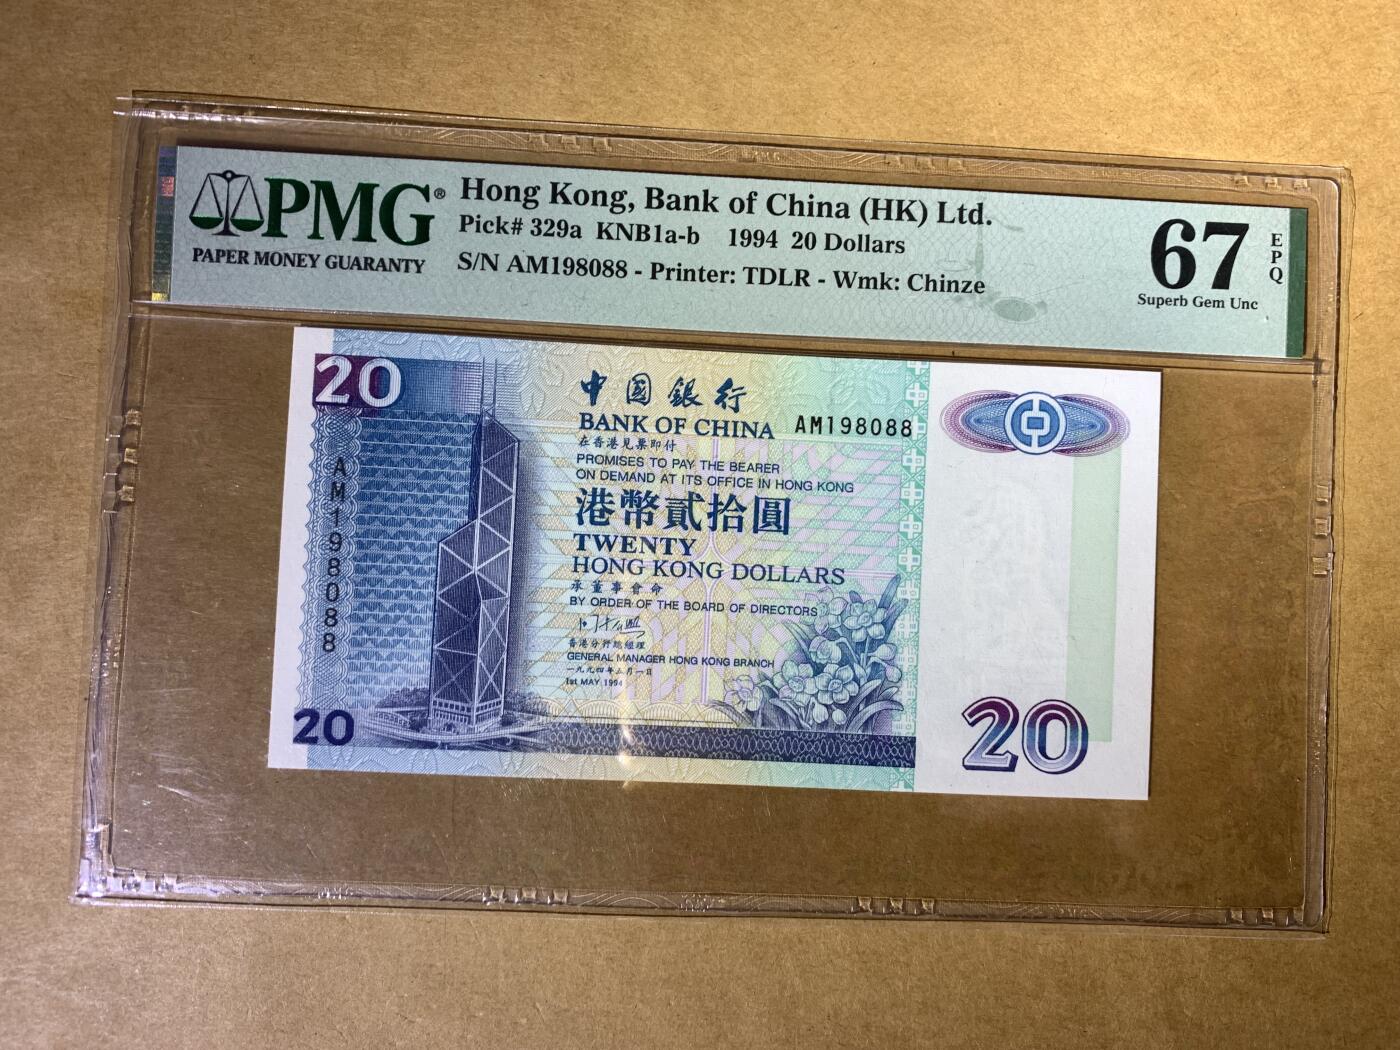 PMG®
PAPER MONEY GUARANTY
Hong Kong, Bank of China (HK) Ltd.
Pick# 329a KNB1a-b 1994 20 Dollars
S/N AM198088 - Printer: TDLR - Wmk: Chinze
67
EPQ
Superb Gem Unc
20
中國銀行
BANK OF CHINA
AM198088
在香港見票即付
PROMISES TO PAY THE BEARER
ON DEMAND AT ITS OFFICE IN HONG KONG
港幣貳拾圓
TWENTY
HONG KONG DOLLARS
承董事會命
BY ORDER OF THE BOARD OF DIRECTORS
香港分行總經理
GENERAL MANAGER HONG KONG BRANCH
一九九四年五月一日
1st MAY 1994
AM198088
20
20